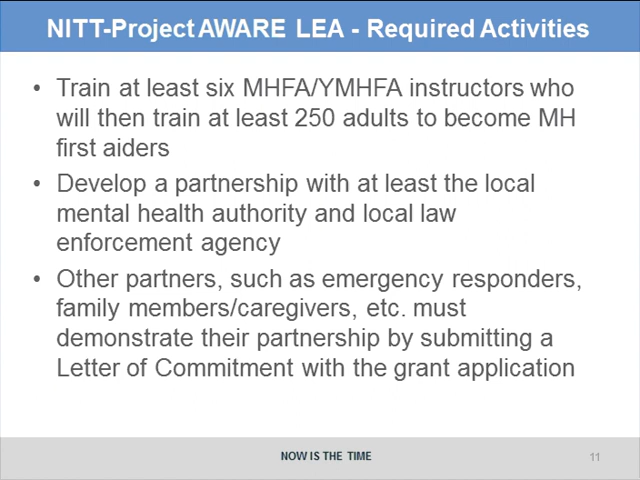 NITT-Project AWARE LEA - Required Activities
• Train at least six MHFA/YMHFA instructors who
will then train at least 250 adults to become MH
first aiders
• Develop a partnership with at least the local
mental health authority and local law
enforcement agency
• Other partners, such as emergency responders,
family members/caregivers, etc. must
demonstrate their partnership by submitting a
Letter of Commitment with the grant application
NOW IS THE TIME
11